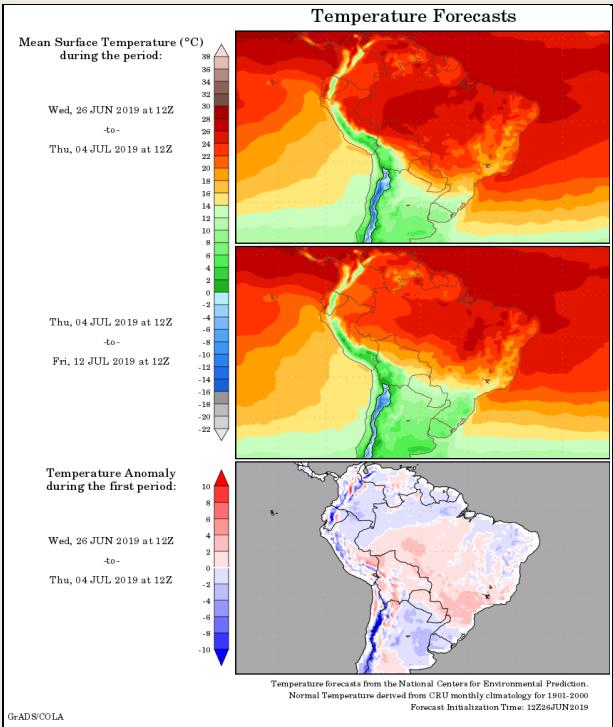 Temperature Forecasts
Mean Surface Temperature (°C)
during the period:
Wed, 26 JUN 2019 at 12Z
-to-
Thu, 04 JUL 2019 at 12Z
38
36
34
32
30
28
26
24
22
20
18
16
14
12
10
8
6
4
2
0
-2
-4
-6
-8
-10
-12
-14
-16
-18
-20
-22
Thu, 04 JUL 2019 at 12Z
-to-
Fri, 12 JUL 2019 at 12Z
Temperature Anomaly
during the first period:
Wed, 26 JUN 2019 at 12Z
-to-
Thu, 04 JUL 2019 at 12Z
10
8
6
4
2
0
-2
-4
-6
-8
-10
Temperature forecasts from the National Centers for Environmental Prediction.
Normal Temperature derived from CRU monthly climatology for 1901-2000
Forecast Initialization Time: 12Z26JUN2019
GrADS/COLA